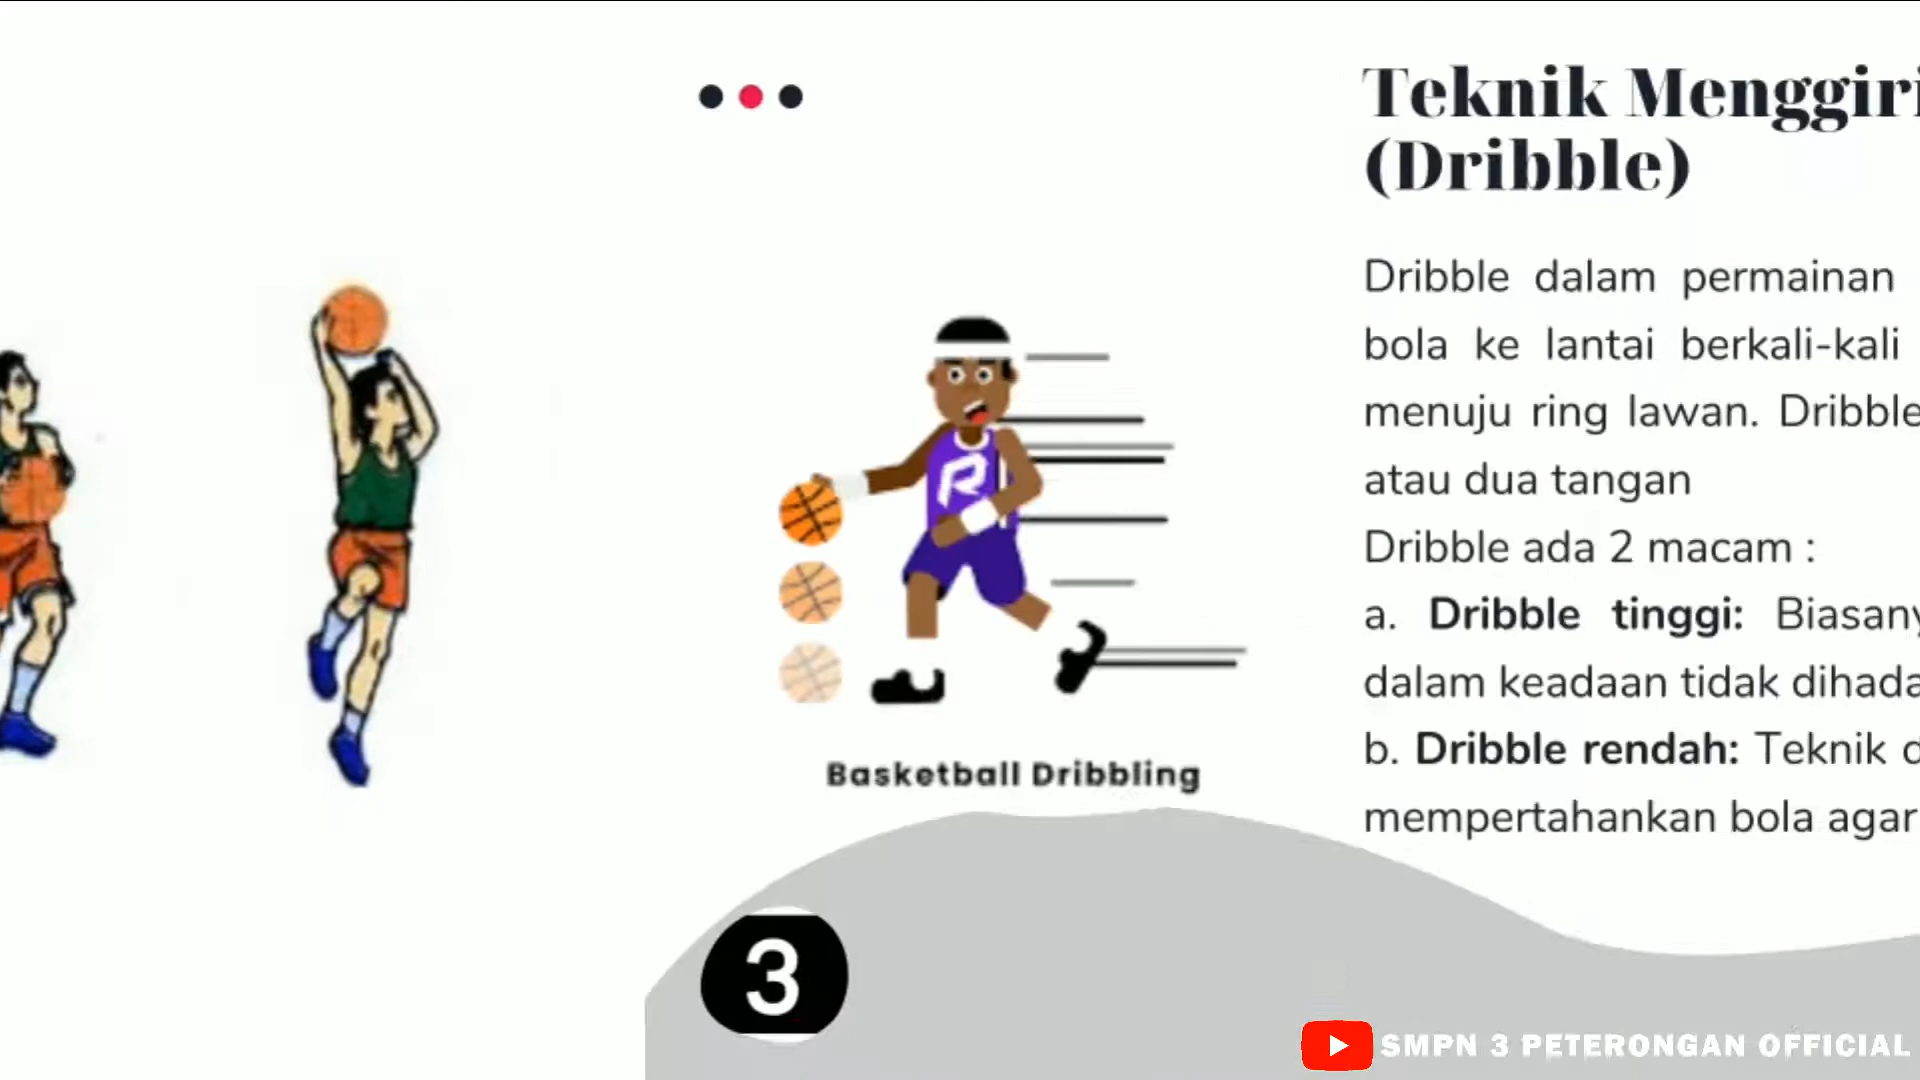 Teknik Menggiri
(Dribble)
Dribble dalam permainan
bola ke lantai berkali-kali
menuju ring lawan. Dribble
atau dua tangan
Dribble ada 2 macam :
a. Dribble tinggi: Biasany
dalam keadaan tidak dihada
b. Dribble rendah: Teknik d
mempertahankan bola agar
R
Basketball Dribbling
3
SMPN 3 PETERONGAN OFFICIAL